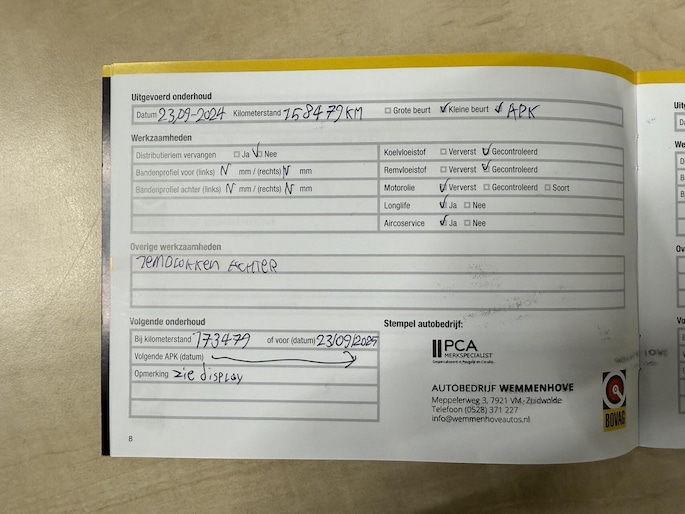 Uitgevoerd onderhoud
Datum 23,09-2024 Kilometerstand 158479KM Grote beurt Kleine beurt APK
Werkzaamheden
Distributieriem vervangen Ja Nee
Bandenprofiel voor (links) N mm / (rechts) N mm
Bandenprofiel achter (links) N mm / (rechts) N mm
Koelvloeistof Ververst Gecontroleerd
Remvloeistof Ververst Gecontroleerd
Motorolie Ververst Gecontroleerd Soort
Longlife Ja Nee
Aircoservice Ja Nee
Overige werkzaamheden
REMBLOKKEN ACHTER
Volgende onderhoud
Bij kilometerstand 173479 of voor (datum) 23/09/2025
Volgende APK (datum)
Opmerking zie display
Stempel autobedrijf:
PCA
MERKSPECIALIST
AUTOBEDRIJF WEMMENHOVE
Meppelerweg 3, 7921 VM Zuidwolde
Telefoon (0528) 371 227
info@wemmenhoveautos.nl
BOVAG
8